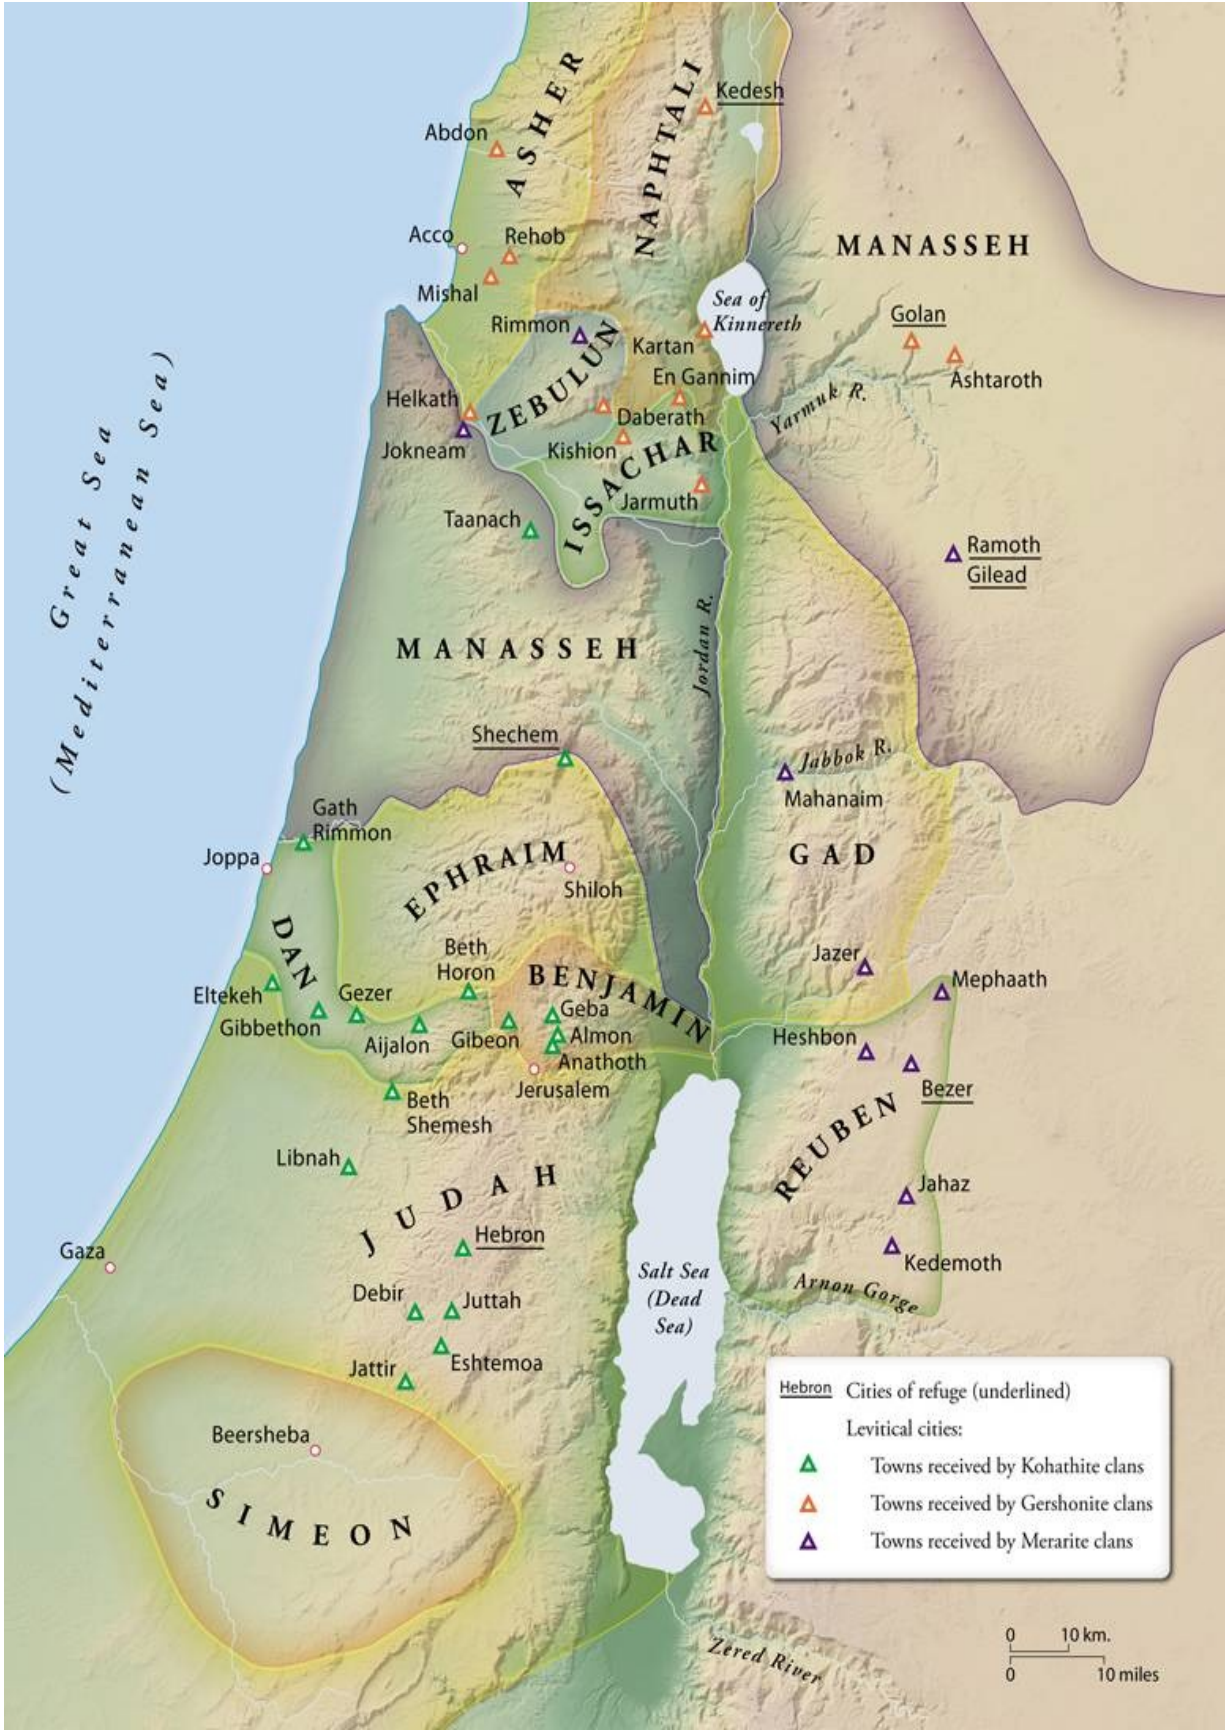 Kedesh
ASHER
NAPHTALI
Abdon
Acco
Rehob
MANASSEH
Mishal
Sea of
Kinnereth
Golan
Rimmon
Kartan
Ashtaroth
ZEBULUN
En Gannim
Yarmuk R.
Helkath
Daberath
Jokneam
Kishion
ISSACHAR
Jarmuth
Taanach
Great Sea
(Mediterranean Sea)
Ramoth
Gilead
MANASSEH
Jordan R.
Shechem
Jabbok R.
Mahanaim
Gath
Rimmon
Joppa
EPHRAIM
Shiloh
GAD
DAN
Beth
Horon
BENJAMIN
Jazer
Mephaath
Eltekeh
Gezer
Geba
Gibbethon
Aijalon
Gibeon
Almon
Anathoth
Heshbon
Jerusalem
Bezer
Beth
Shemesh
REUBEN
Libnah
JUDAH
Jahaz
Hebron
Gaza
Kedemoth
Salt Sea
(Dead
Sea)
Arnon Gorge
Debir
Juttah
Eshtemoa
Jattir
Beersheba
SIMEON
Hebron Cities of refuge (underlined)
Levitical cities:
Towns received by Kohathite clans
Towns received by Gershonite clans
Towns received by Merarite clans
Zered River
0 10 km.
0 10 miles